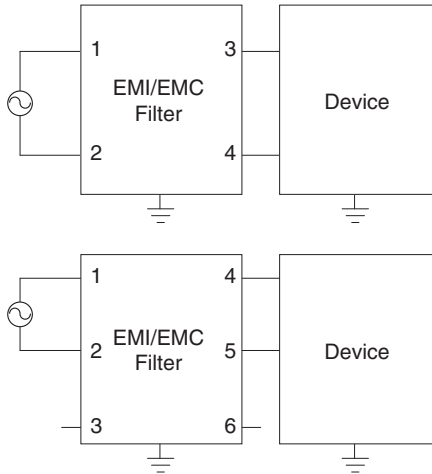 1 3
EMI/EMC
Filter
Device
2 4
1 4
EMI/EMC
Filter
2 5
Device
3 6